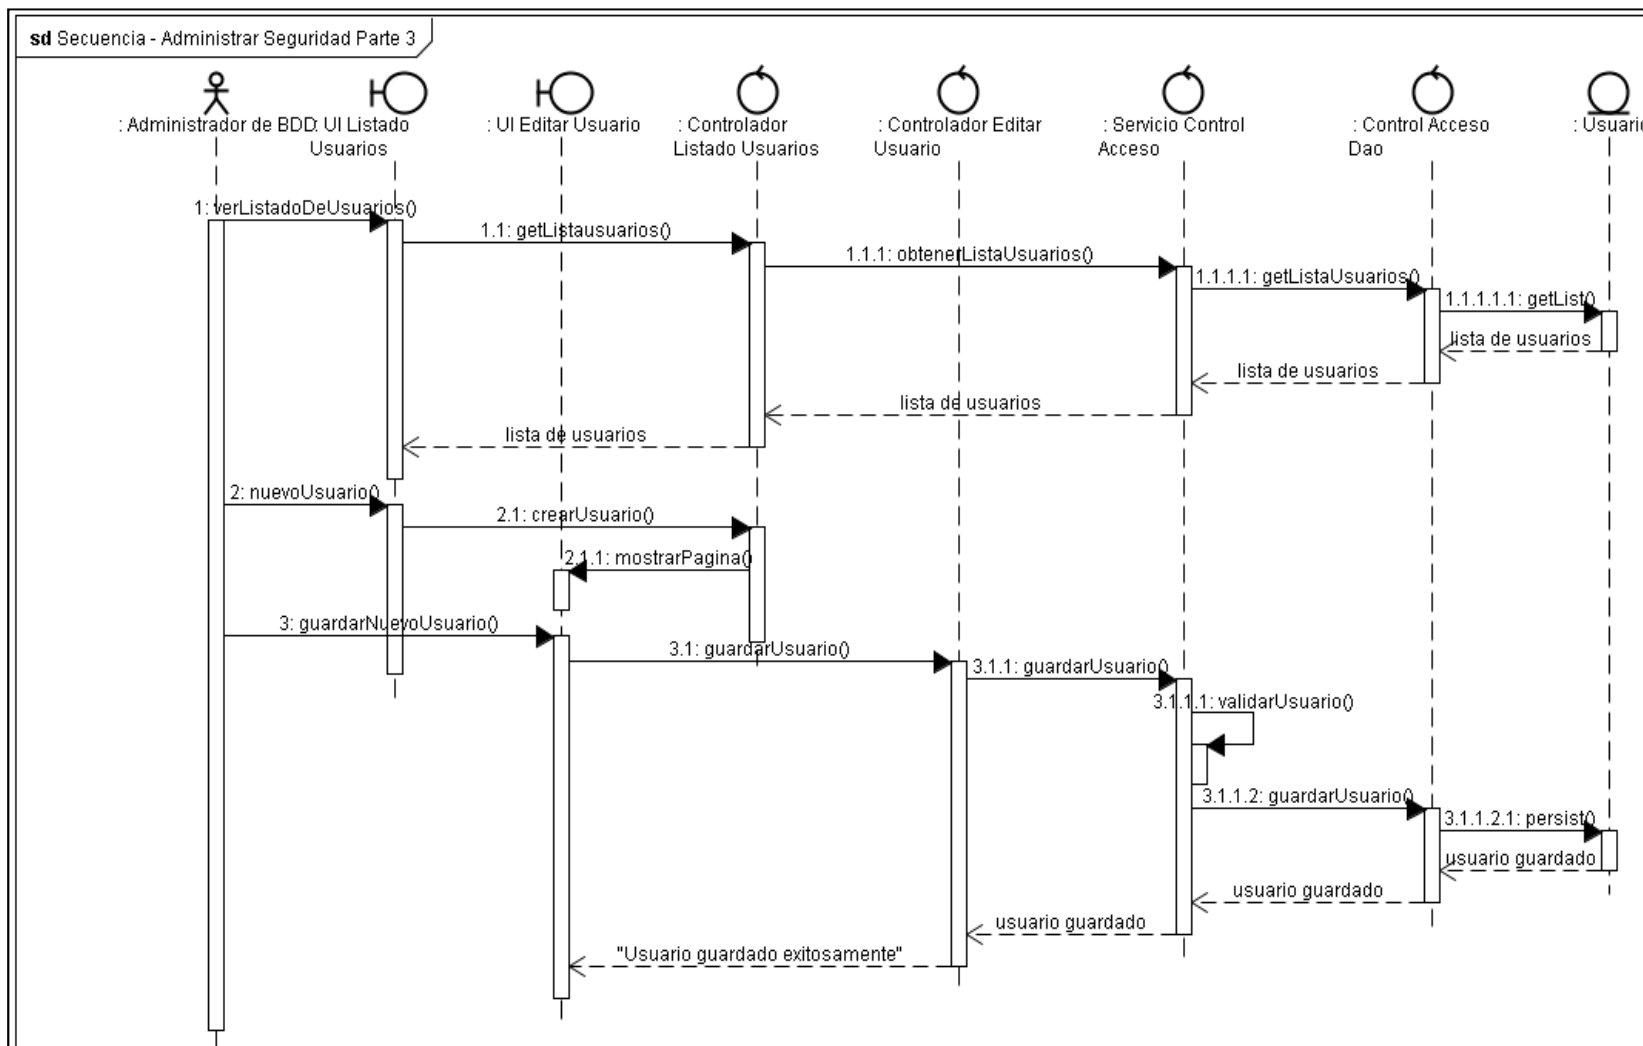 sd Secuencia - Administrar Seguridad Parte 3
: Administrador de BDD
: UI Listado
Usuarios
: UI Editar Usuario
: Controlador
Listado Usuarios
: Controlador Editar
Usuario
: Servicio Control
Acceso
: Control Acceso
Dao
: Usuario
1: verListadoDeUsuarios()
1.1: getListausuarios()
1.1.1: obtenerListaUsuarios()
1.1.1.1: getListaUsuarios()
1.1.1.1.1: getList()
lista de usuarios
lista de usuarios
lista de usuarios
lista de usuarios
2: nuevoUsuario()
2.1: crearUsuario()
2.1.1: mostrarPagina()
3: guardarNuevoUsuario()
3.1: guardarUsuario()
3.1.1: guardarUsuario()
3.1.1.1: validarUsuario()
3.1.1.2: guardarUsuario()
3.1.1.2.1: persist()
usuario guardado
usuario guardado
usuario guardado
"Usuario guardado exitosamente"